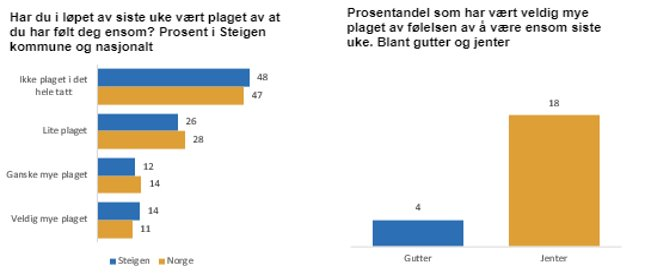 Har du i løpet av siste uke vært plaget av at
du har følt deg ensom? Prosent i Steigen
kommune og nasjonalt
Ikke plaget i det
hele tatt
48
47
Lite plaget
26
28
Ganske mye plaget
12
14
Veldig mye plaget
14
11
Steigen
Norge
Prosentandel som har vært veldig mye
plaget av følelsen av å være ensom siste
uke. Blant gutter og jenter
4
18
Gutter
Jenter